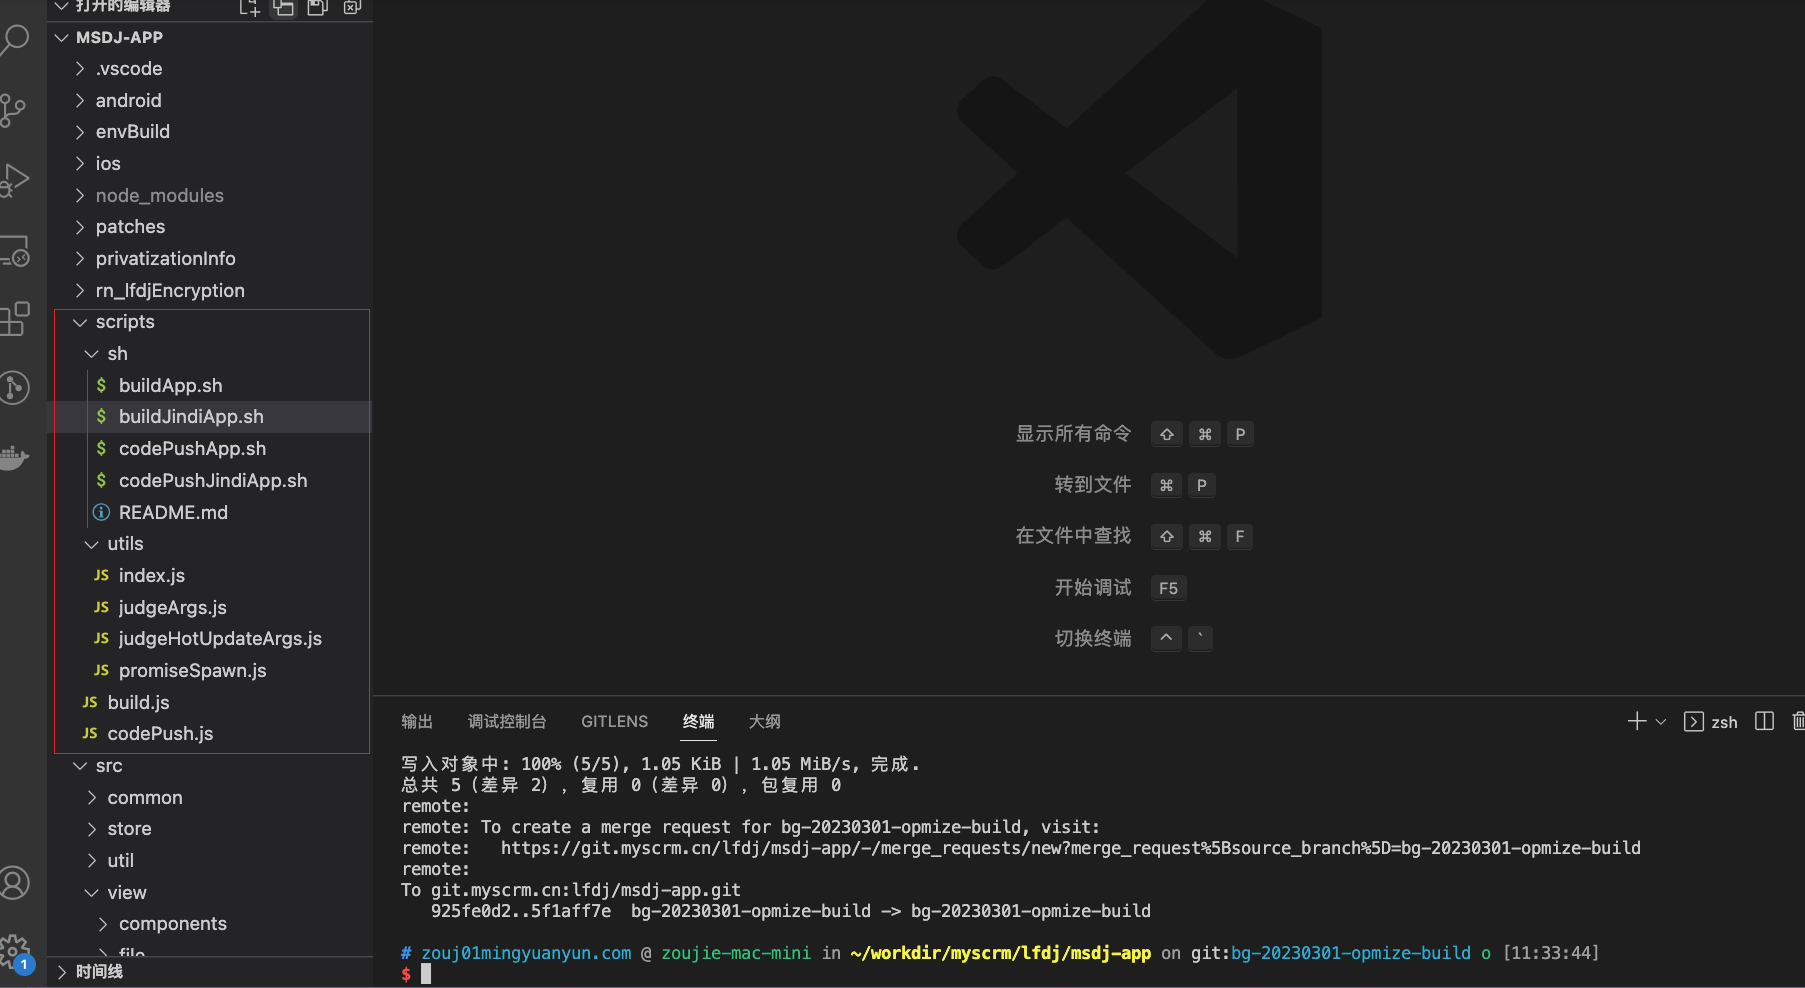 打开的编辑器
MSDJ-APP
.vscode
android
envBuild
ios
node_modules
patches
privatizationInfo
rn_lfdjEncryption
scripts
sh
$ buildApp.sh
$ buildJindiApp.sh
$ codePushApp.sh
$ codePushJindiApp.sh
README.md
utils
JS index.js
JS judgeArgs.js
JS judgeHotUpdateArgs.js
JS promiseSpawn.js
JS build.js
JS codePush.js
src
common
store
util
view
components
file
时间线
1
显示所有命令 ⇧ ⌘ P
转到文件 ⌘ P
在文件中查找 ⇧ ⌘ F
开始调试 F5
切换终端 ^ `
输出 调试控制台 GITLENS 终端 大纲
zsh
写入对象中: 100% (5/5), 1.05 KiB | 1.05 MiB/s, 完成.
总共 5（差异 2），复用 0（差异 0），包复用 0
remote:
remote: To create a merge request for bg-20230301-opmize-build, visit:
remote:   https://git.myscrm.cn/lfdj/msdj-app/-/merge_requests/new?merge_request%5Bsource_branch%5D=bg-20230301-opmize-build
remote:
To git.myscrm.cn:lfdj/msdj-app.git
   925fe0d2..5f1aff7e  bg-20230301-opmize-build -> bg-20230301-opmize-build
# zouj01mingyuanyun.com @ zoujie-mac-mini in ~/workdir/myscrm/lfdj/msdj-app on git:bg-20230301-opmize-build o [11:33:44]
$